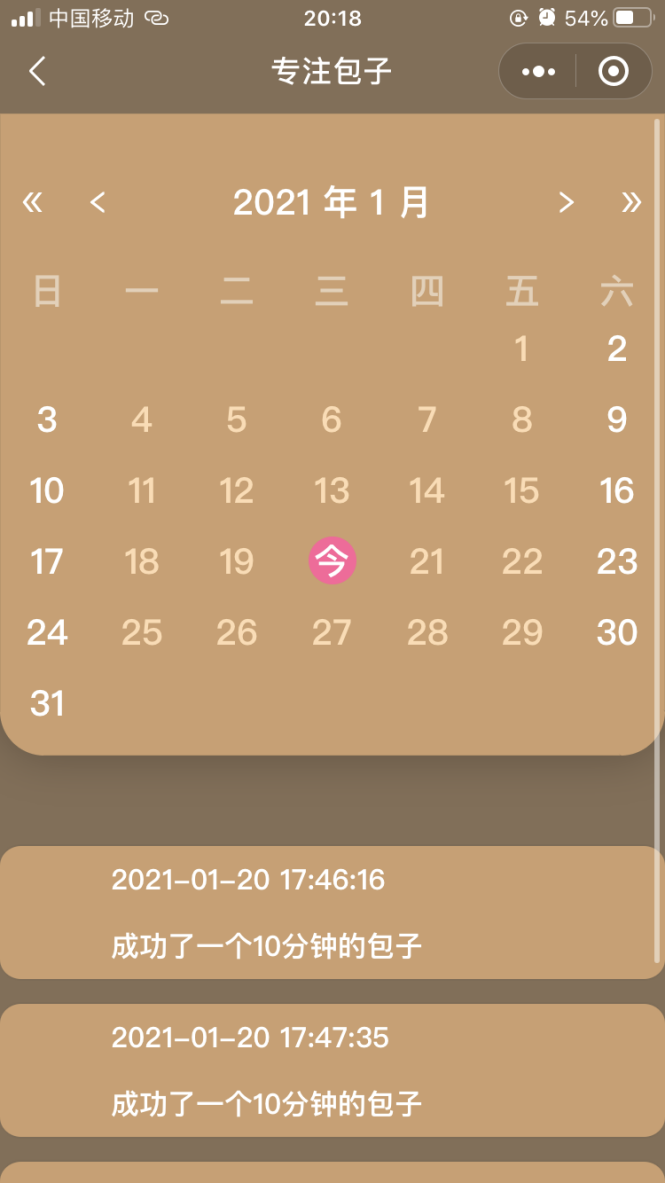 中国移动 20:18 54%
专注包子
« < 2021 年 1 月 > »
日 一 二 三 四 五 六
1 2
3 4 5 6 7 8 9
10 11 12 13 14 15 16
17 18 19 今 21 22 23
24 25 26 27 28 29 30
31
2021-01-20 17:46:16
成功了一个10分钟的包子
2021-01-20 17:47:35
成功了一个10分钟的包子